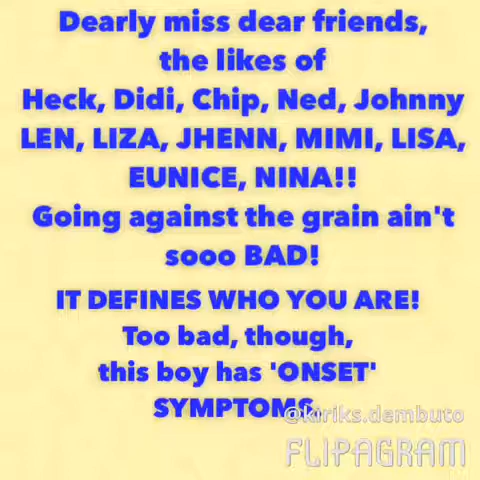 Dearly miss dear friends,
the likes of
Heck, Didi, Chip, Ned, Johnny
LEN, LIZA, JHENN, MIMI, LISA,
EUNICE, NINA!!
Going against the grain ain't
sooo BAD!
IT DEFINES WHO YOU ARE!
Too bad, though,
this boy has 'ONSET'
SYMPTOMS
@kiriks.dembuto
FLIPAGRAM